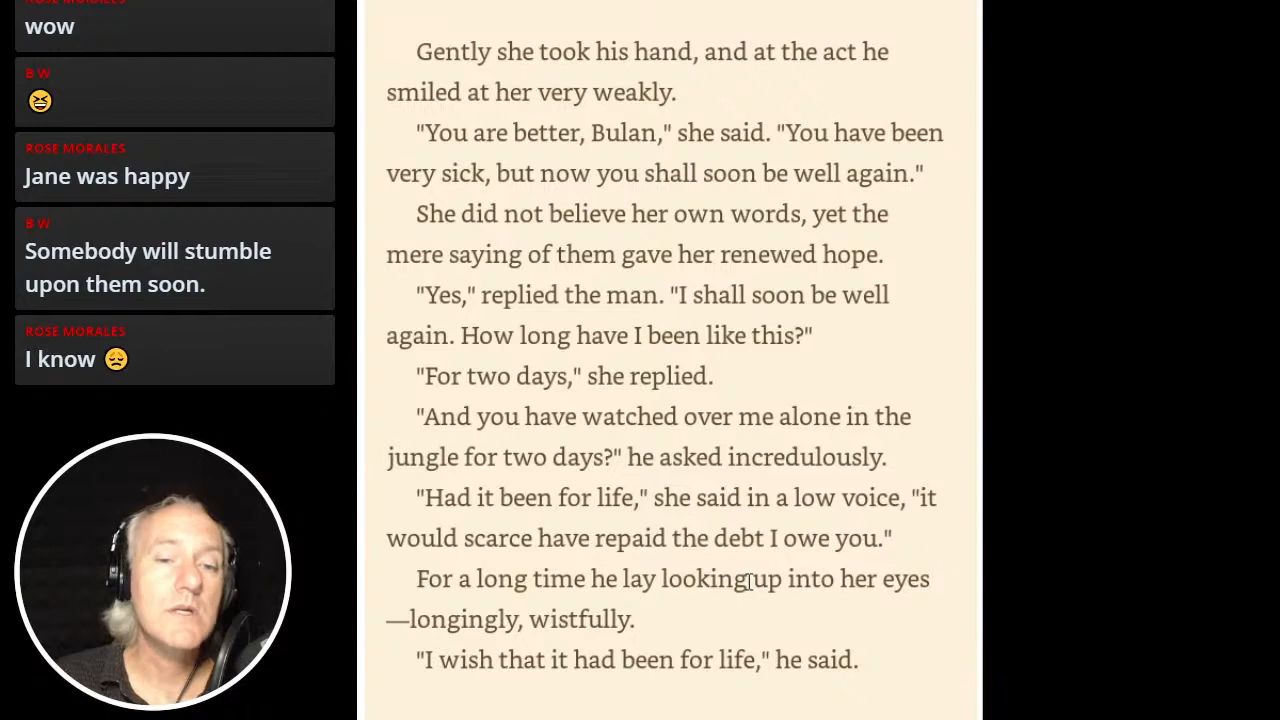 ROSE MORALES
wow
B W
😆
ROSE MORALES
Jane was happy
B W
Somebody will stumble
upon them soon.
ROSE MORALES
I know 😞
Gently she took his hand, and at the act he
smiled at her very weakly.
"You are better, Bulan," she said. "You have been
very sick, but now you shall soon be well again."
She did not believe her own words, yet the
mere saying of them gave her renewed hope.
"Yes," replied the man. "I shall soon be well
again. How long have I been like this?"
"For two days," she replied.
"And you have watched over me alone in the
jungle for two days?" he asked incredulously.
"Had it been for life," she said in a low voice, "it
would scarce have repaid the debt I owe you."
For a long time he lay looking up into her eyes
—longingly, wistfully.
"I wish that it had been for life," he said.